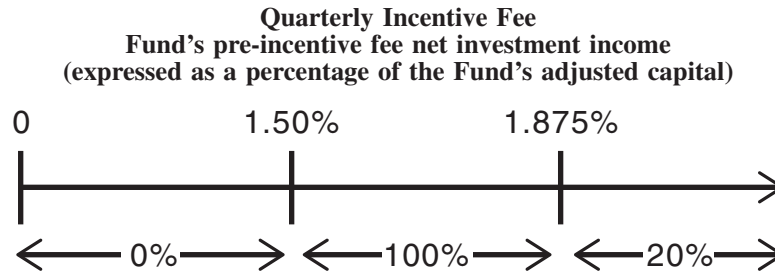 Quarterly Incentive Fee
Fund's pre-incentive fee net investment income
(expressed as a percentage of the Fund's adjusted capital)
0 1.50% 1.875%
0% 100% 20%